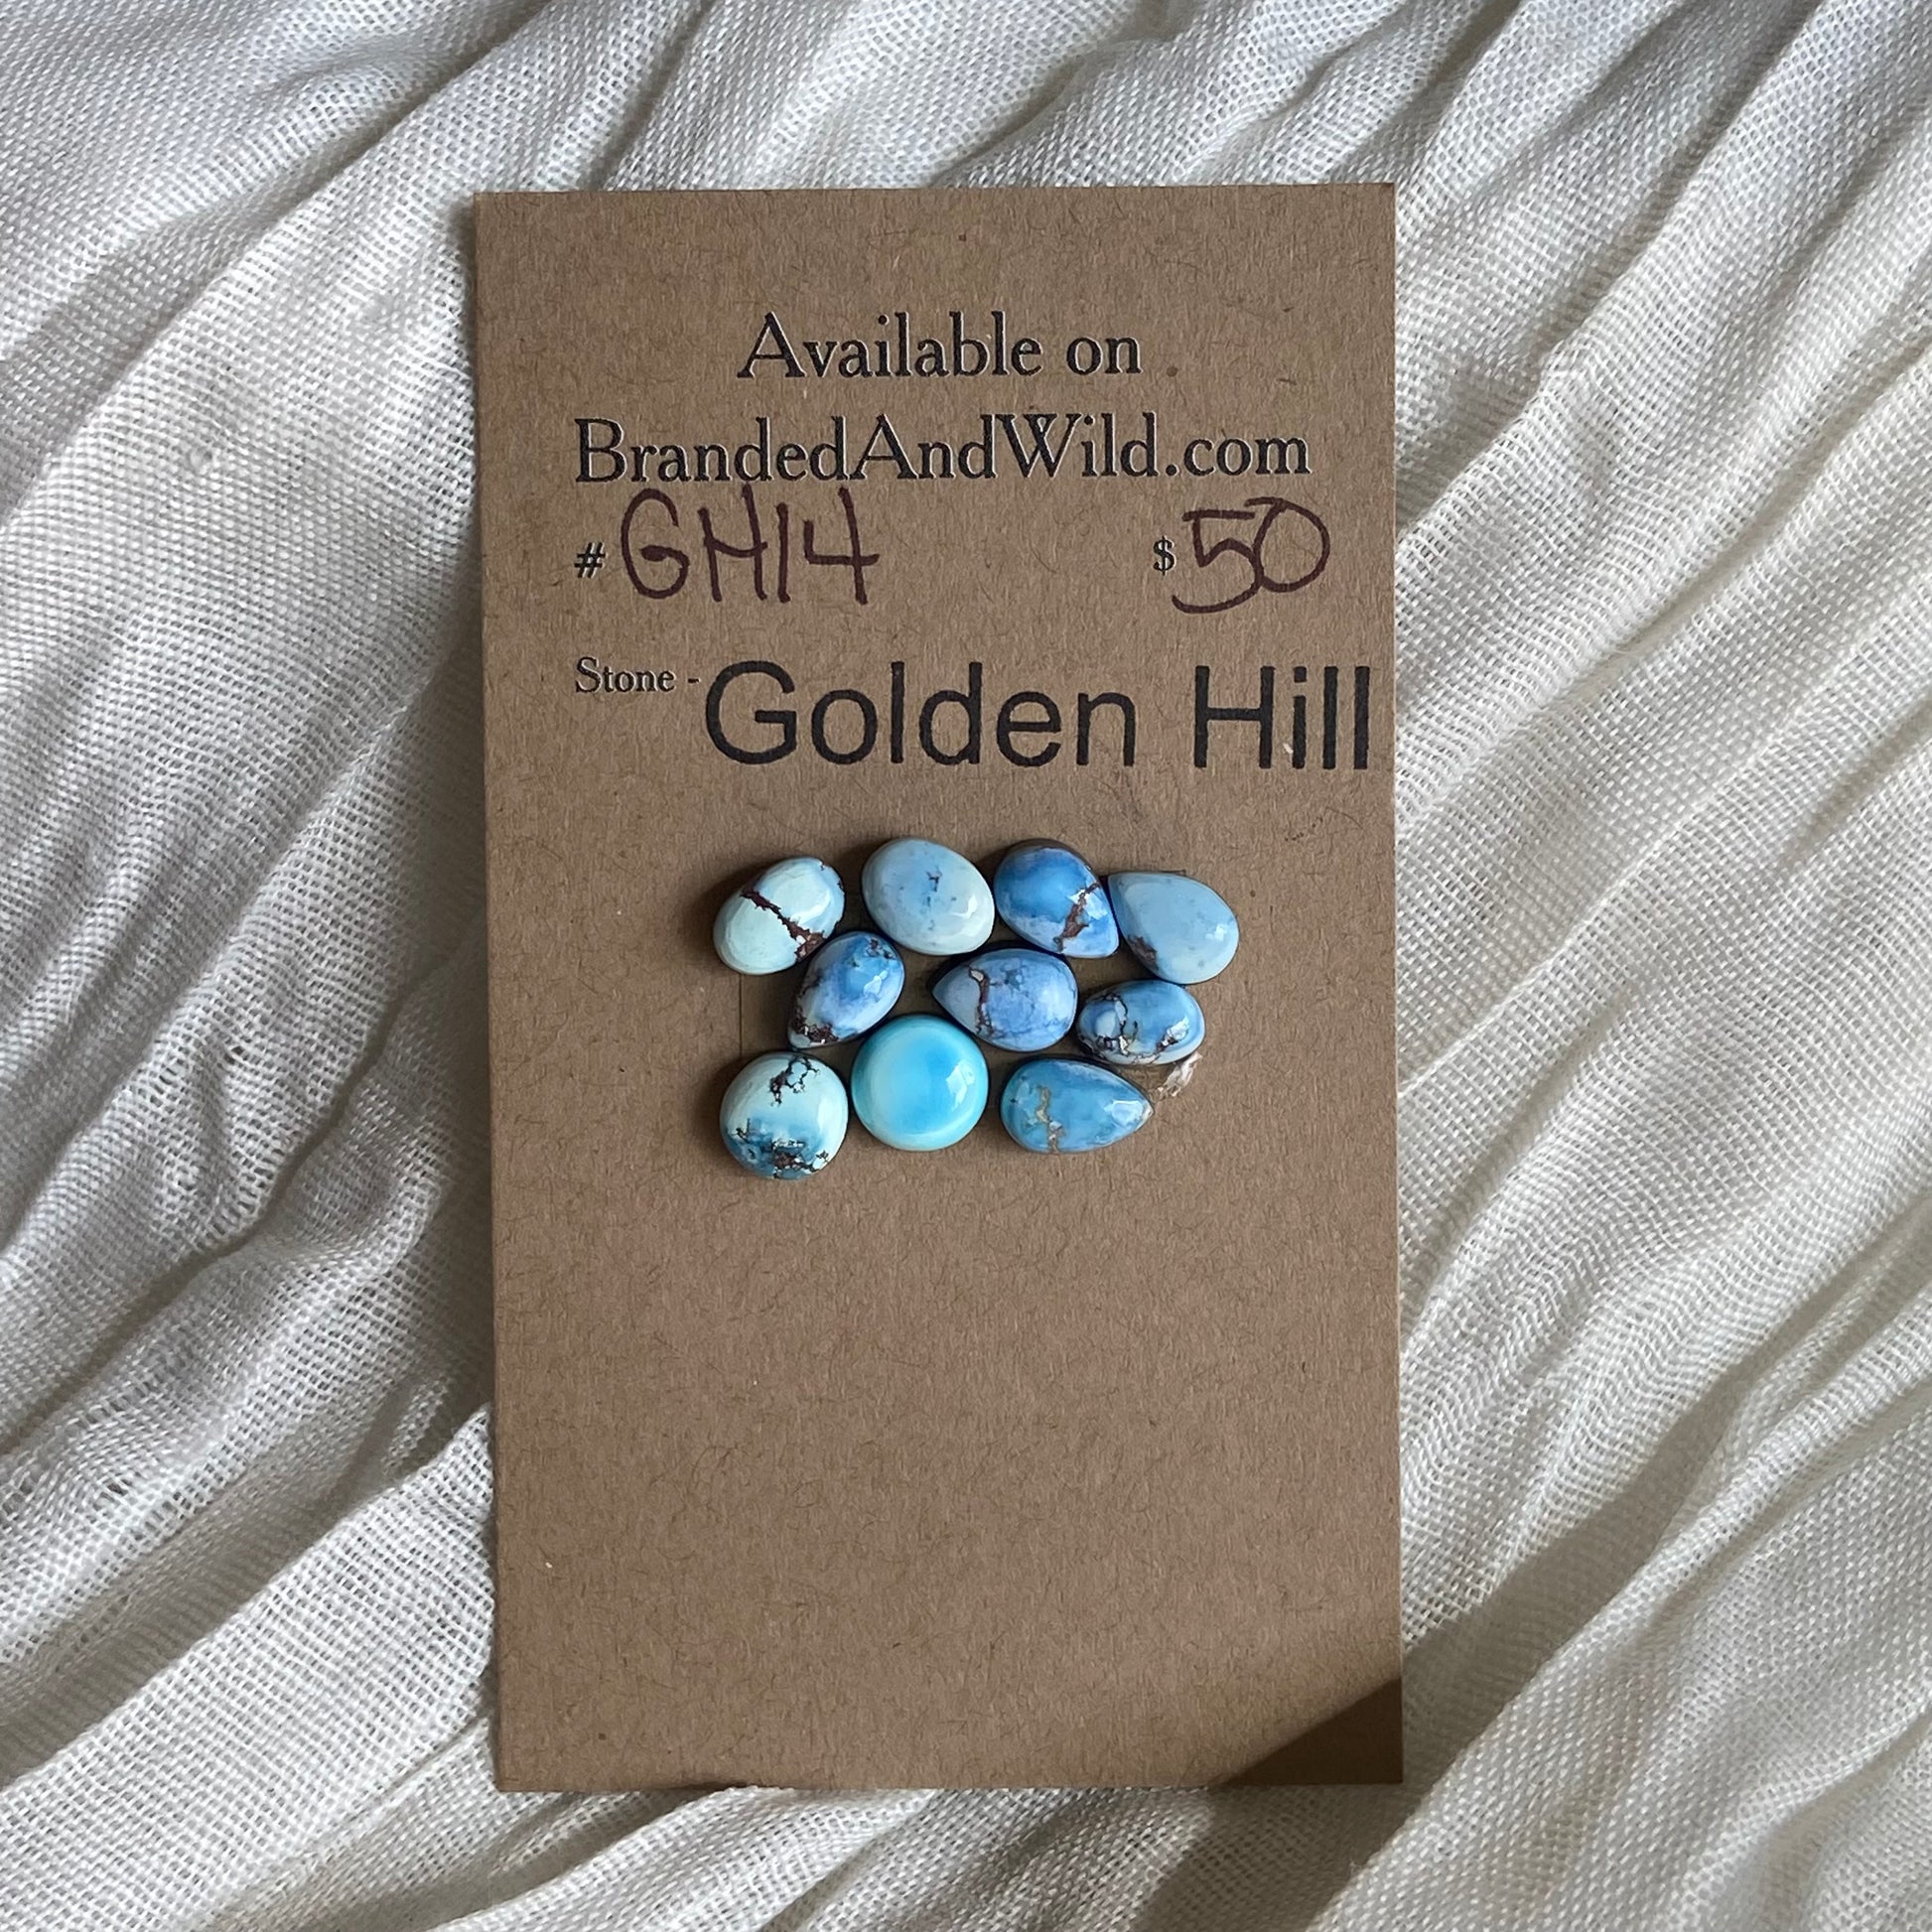 Available on
BrandedAndWild.com
# GH14 $ 50
Stone - Golden Hill